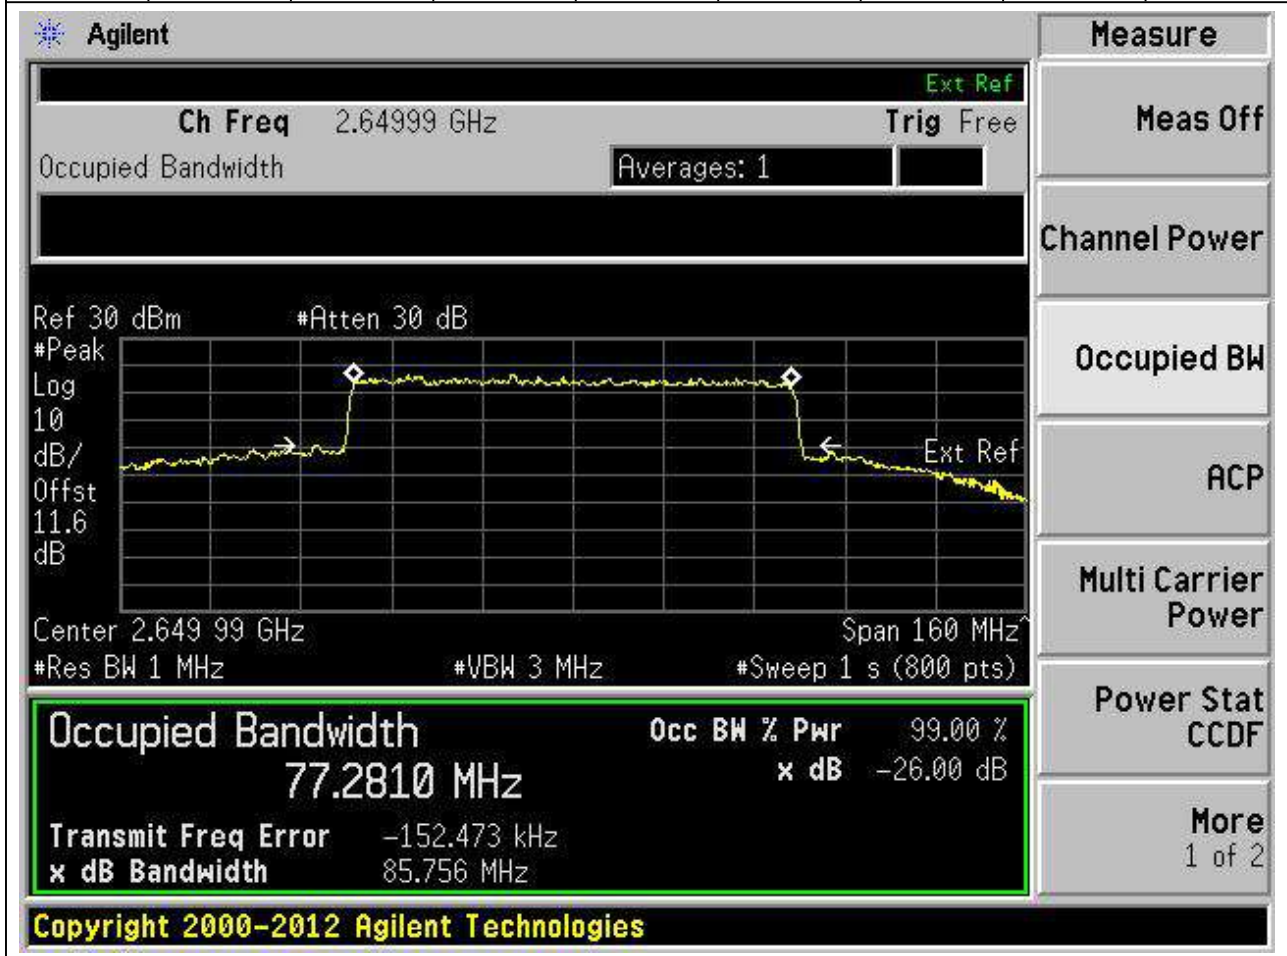 Agilent
Measure
Ext Ref
Ch Freq 2.64999 GHz Trig Free
Occupied Bandwidth Averages: 1
Meas Off
Channel Power
Occupied BW
ACP
Multi Carrier
Power
Power Stat
CCDF
More
1 of 2
Ref 30 dBm #Atten 30 dB
#Peak
Log
10
dB/
Offst
11.6
dB
Ext Ref
Center 2.649 99 GHz Span 160 MHz^
#Res BW 1 MHz #VBW 3 MHz #Sweep 1 s (800 pts)
Occupied Bandwidth Occ BW % Pwr 99.00 %
77.2810 MHz x dB -26.00 dB
Transmit Freq Error -152.473 kHz
x dB Bandwidth 85.756 MHz
Copyright 2000-2012 Agilent Technologies